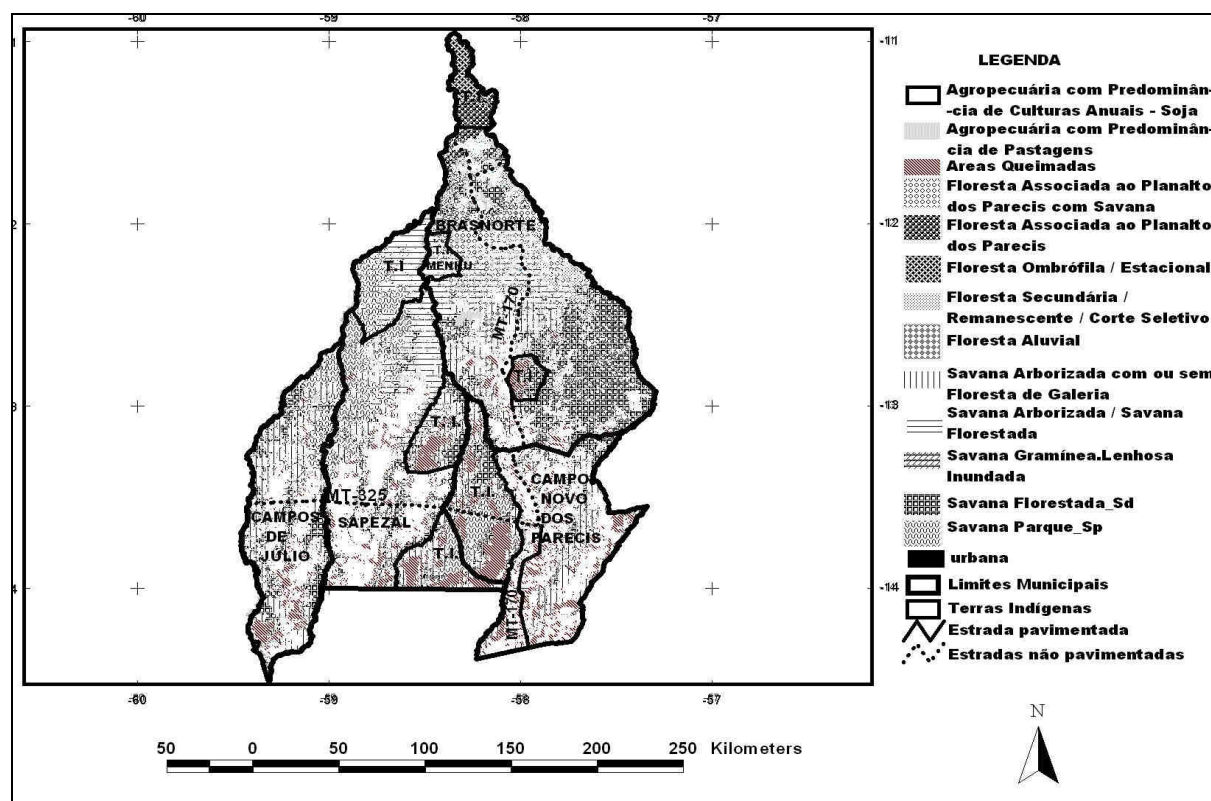 -60 -59 -58 -57
-11
-12
-13
-14
T.I.
BRASNORTE
T.I.
MENKU
T.I
MT-170
T.I.
T. I.
T.I.
CAMPO
NOVO
DOS
PARECIS
MT-325
CAMPOS
DE
JÚLIO
SAPEZAL
T.I.
MT-170
-60 -59 -58 -57
50 0 50 100 150 200 250 Kilometers
LEGENDA
Agropecuária com Predominân-
-cia de Culturas Anuais - Soja
Agropecuária com Predominân-
cia de Pastagens
Areas Queimadas
Floresta Associada ao Planalto
dos Parecis com Savana
Floresta Associada ao Planalto
dos Parecis
Floresta Ombrófila / Estacional
Floresta Secundária /
Remanescente / Corte Seletivo
Floresta Aluvial
Savana Arborizada com ou sem
Floresta de Galeria
Savana Arborizada / Savana
Florestada
Savana Gramínea.Lenhosa
Inundada
Savana Florestada_Sd
Savana Parque_Sp
urbana
Limites Municipais
Terras Indígenas
Estrada pavimentada
Estradas não pavimentadas
N